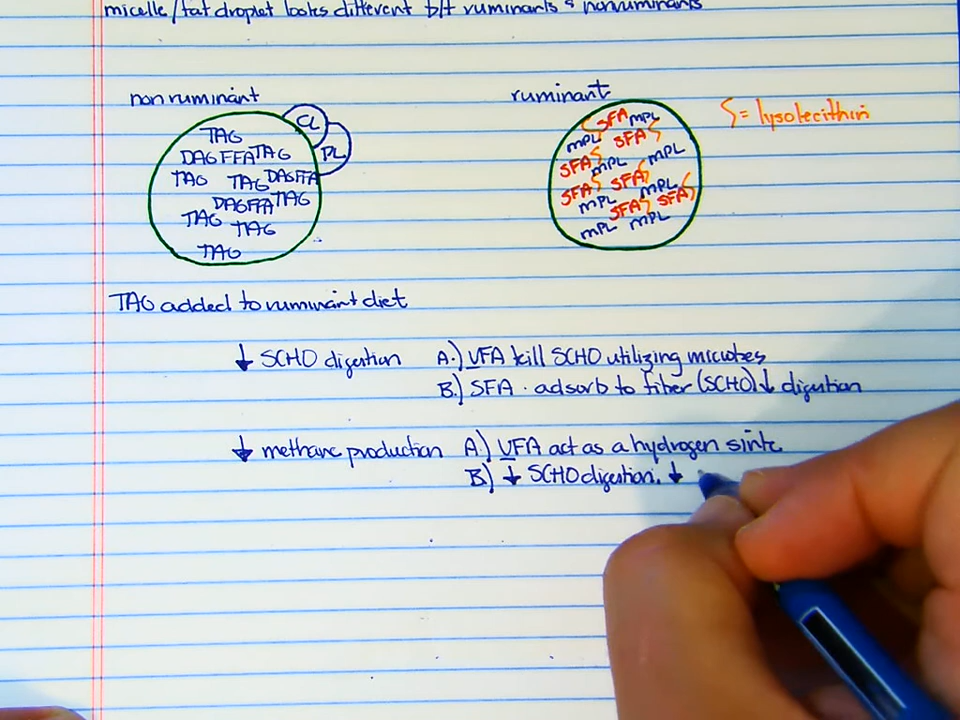 micelle/fat droplet looks different b/t ruminants & nonruminants
nonruminant
CL
PL
TAG
DAG FFA TAG
TAG TAG DAG FFA
DAG FFA TAG
TAG TAG
TAG
ruminant
SFA MPL
MPL SFA
SFA MPL MPL
SFA SFA MPL
MPL SFA SFA
MPL MPL
= lysolecithin
TAG added to ruminant diet
↓ SCHO digestion A.) UFA kill SCHO utilizing microbes
B.) SFA - adsorb to fiber (SCHO) ↓ digestion
↓ methane production A.) UFA act as a hydrogen sink
B.) ↓ SCHO digestion, ↓